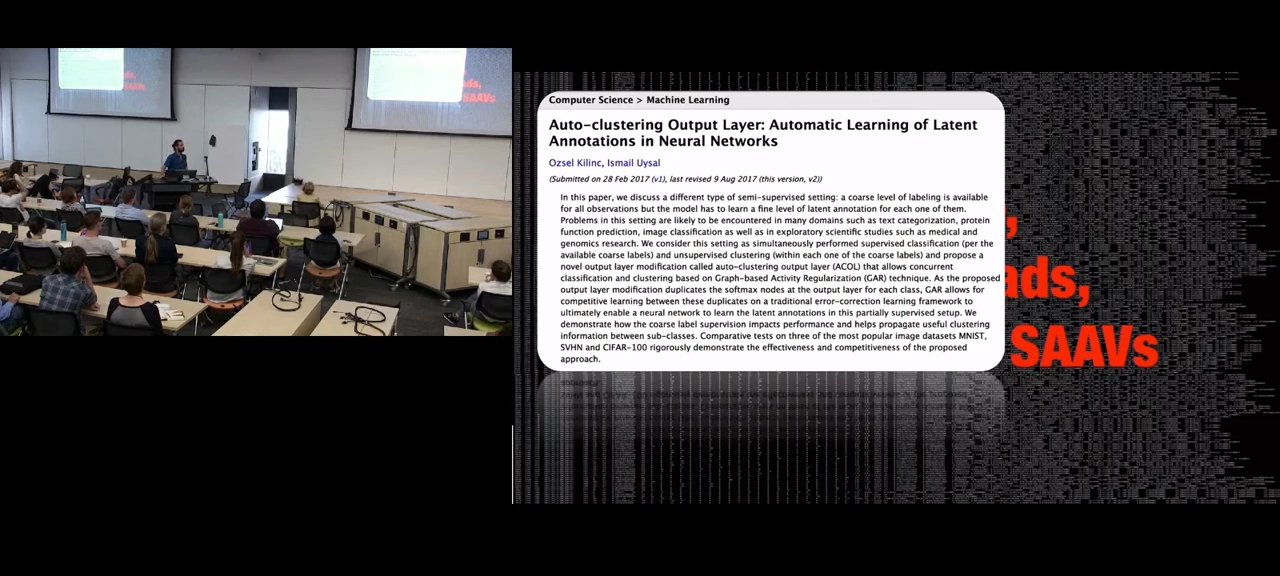 Computer Science > Machine Learning
Auto-clustering Output Layer: Automatic Learning of Latent
Annotations in Neural Networks
Ozsel Kilinc, Ismail Uysal
(Submitted on 28 Feb 2017 (v1), last revised 9 Aug 2017 (this version, v2))
In this paper, we discuss a different type of semi-supervised setting: a coarse level of labeling is available
for all observations but the model has to learn a fine level of latent annotation for each one of them.
Problems in this setting are likely to be encountered in many domains such as text categorization, protein
function prediction, image classification as well as in exploratory scientific studies such as medical and
genomics research. We consider this setting as simultaneously performed supervised classification (per the
available coarse labels) and unsupervised clustering (within each one of the coarse labels) and propose a
novel output layer modification called auto-clustering output layer (ACOL) that allows concurrent
classification and clustering based on Graph-based Activity Regularization (GAR) technique. As the proposed
output layer modification duplicates the softmax nodes at the output layer for each class, GAR allows for
competitive learning between these duplicates on a traditional error-correction learning framework to
ultimately enable a neural network to learn the latent annotations in this partially supervised setup. We
demonstrate how the coarse label supervision impacts performance and helps propagate useful clustering
information between sub-classes. Comparative tests on three of the most popular image datasets MNIST,
SVHN and CIFAR-100 rigorously demonstrate the effectiveness and competitiveness of the proposed
approach.
ads,
SAAVs
SAAVs